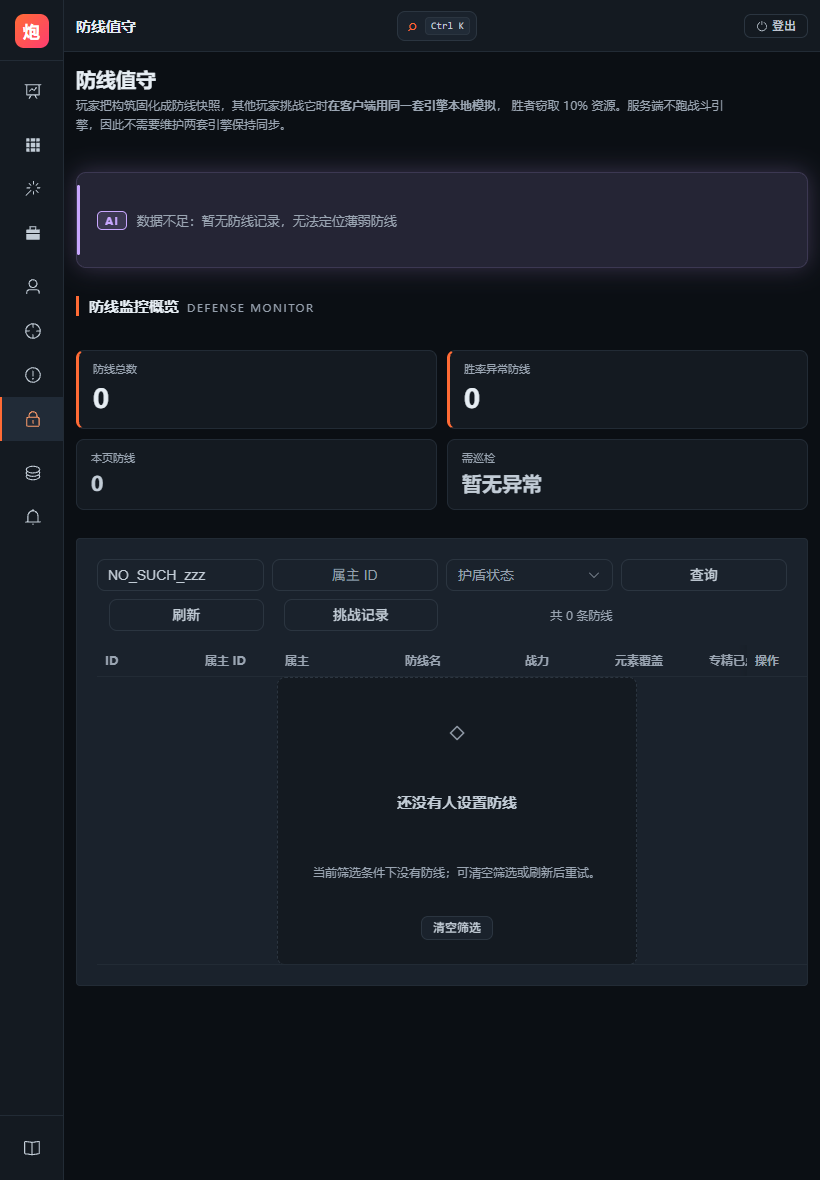 炮
防线值守
Ctrl K
登出
防线值守
玩家把构筑固化成防线快照，其他玩家挑战它时在客户端用同一套引擎本地模拟， 胜者窃取 10% 资源。服务端不跑战斗引
擎，因此不需要维护两套引擎保持同步。
AI 数据不足：暂无防线记录，无法定位薄弱防线
防线监控概览 DEFENSE MONITOR
防线总数
0
胜率异常防线
0
本页防线
0
需巡检
暂无异常
NO_SUCH_zzz 属主 ID 护盾状态 查询
刷新 挑战记录 共 0 条防线
ID 属主 ID 属主 防线名 战力 元素覆盖 专精已 操作
还没有人设置防线
当前筛选条件下没有防线；可清空筛选或刷新后重试。
清空筛选